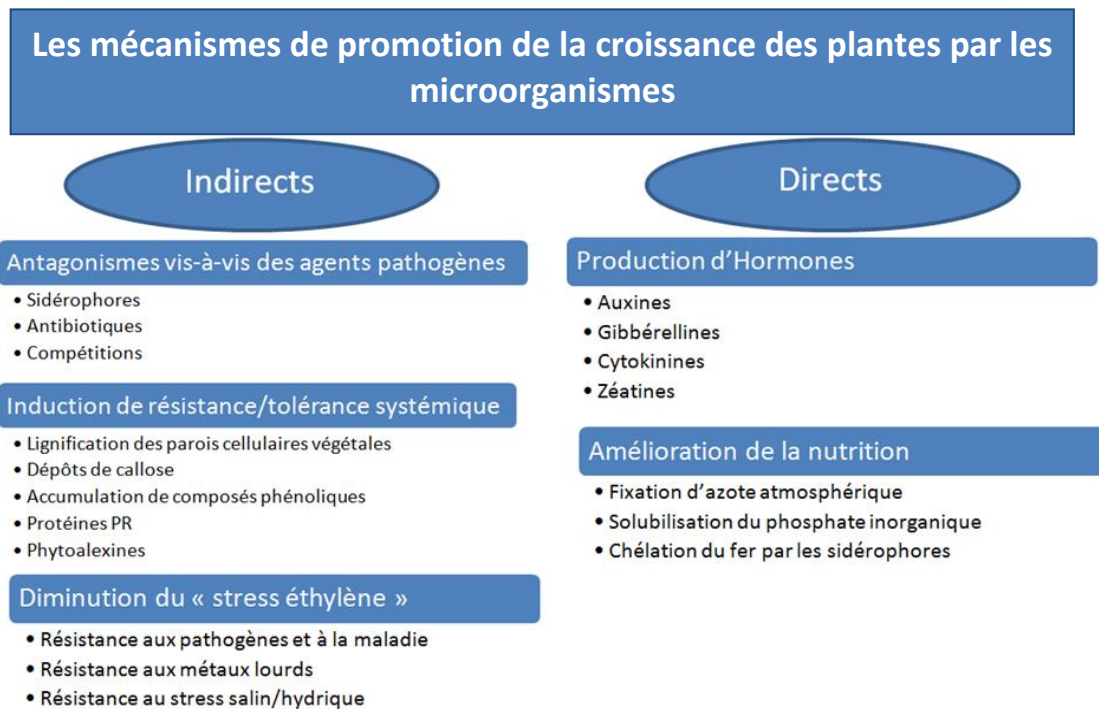 Les mécanismes de promotion de la croissance des plantes par les
microorganismes
Indirects
Antagonismes vis-à-vis des agents pathogènes
• Sidérophores
• Antibiotiques
• Compétitions
Induction de résistance/tolérance systémique
• Lignification des parois cellulaires végétales
• Dépôts de callose
• Accumulation de composés phénoliques
• Protéines PR
• Phytoalexines
Diminution du « stress éthylène »
• Résistance aux pathogènes et à la maladie
• Résistance aux métaux lourds
• Résistance au stress salin/hydrique
Directs
Production d'Hormones
• Auxines
• Gibbérellines
• Cytokinines
• Zéatines
Amélioration de la nutrition
• Fixation d'azote atmosphérique
• Solubilisation du phosphate inorganique
• Chélation du fer par les sidérophores